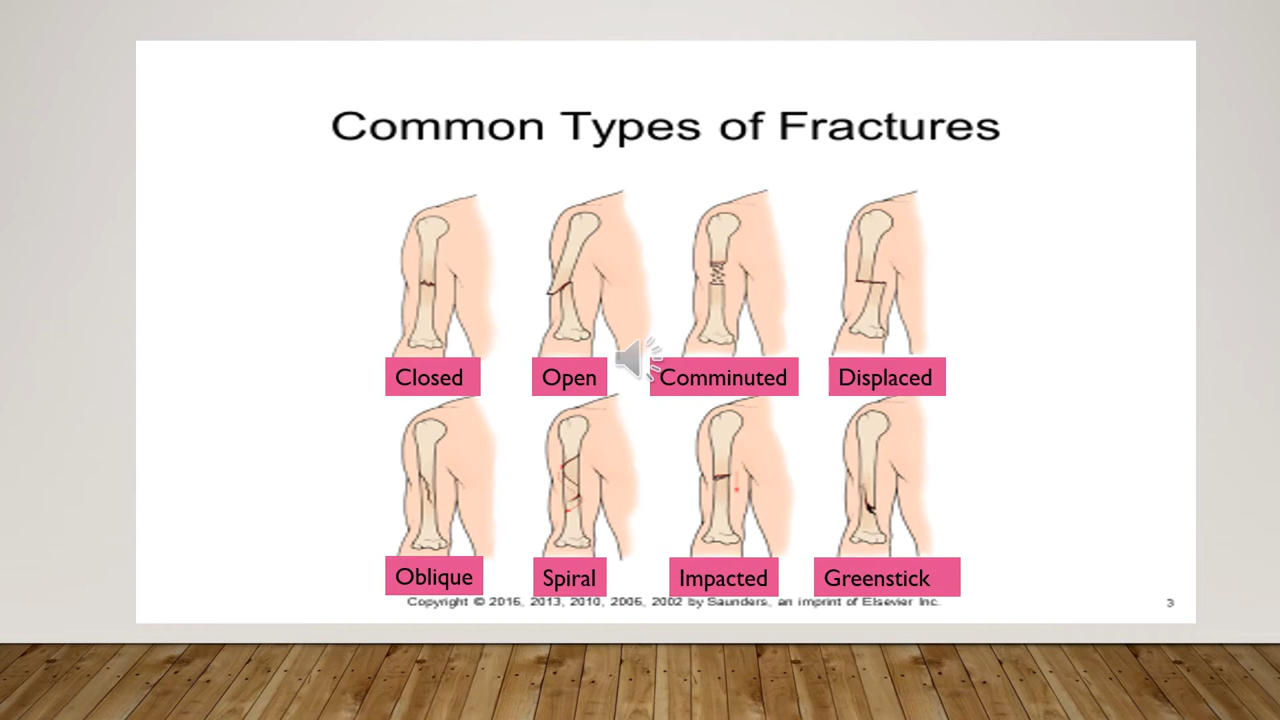 Common Types of Fractures
Closed
Open
Comminuted
Displaced
Oblique
Spiral
Impacted
Greenstick
Copyright © 2016, 2013, 2010, 2006, 2002 by Saunders, an imprint of Elsevier Inc.
3